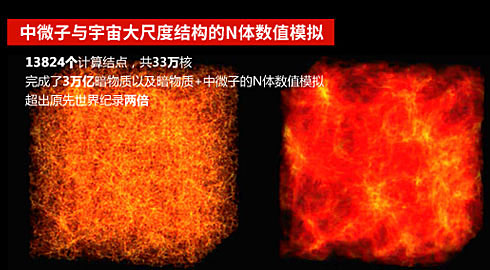 中微子与宇宙大尺度结构的N体数值模拟
13824个计算结点，共33万核
完成了3万亿暗物质以及暗物质+中微子的N体数值模拟
超出原先世界纪录两倍